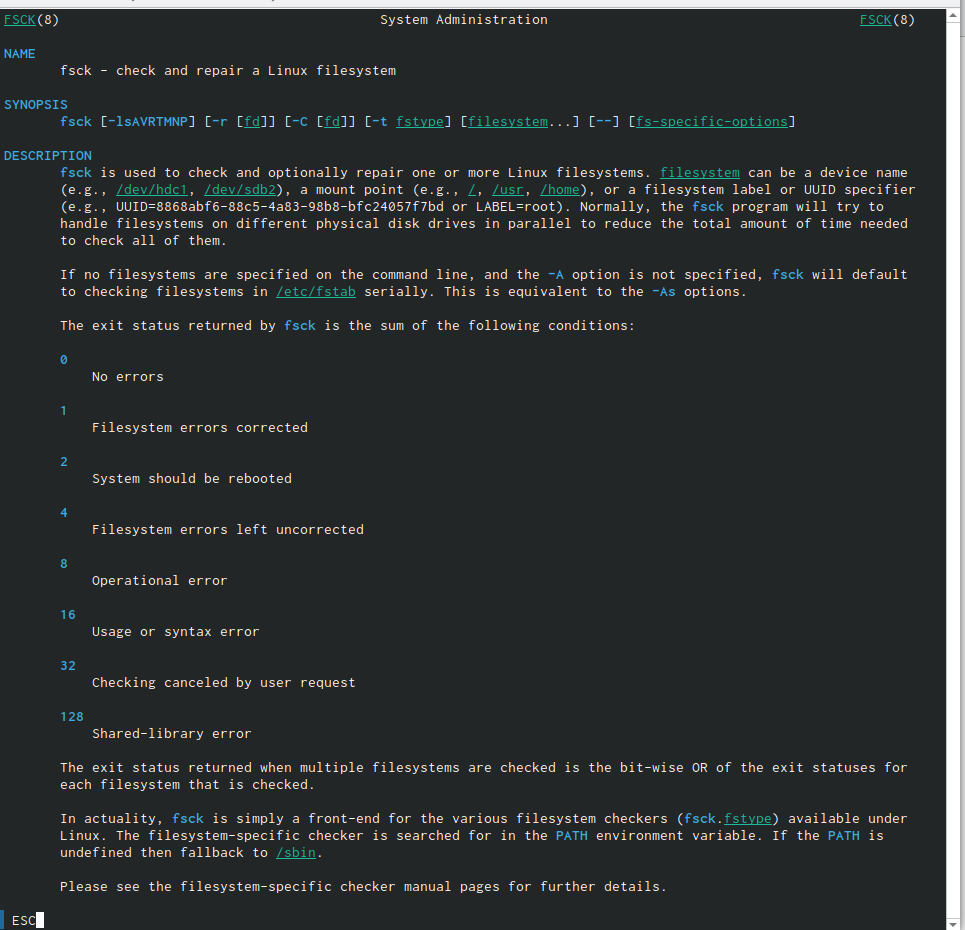 FSCK(8) System Administration FSCK(8)
NAME
fsck - check and repair a Linux filesystem
SYNOPSIS
fsck [-lsAVRTMNP] [-r [fd]] [-C [fd]] [-t fstype] [filesystem...] [--] [fs-specific-options]
DESCRIPTION
fsck is used to check and optionally repair one or more Linux filesystems. filesystem can be a device name
(e.g., /dev/hdc1, /dev/sdb2), a mount point (e.g., /, /usr, /home), or a filesystem label or UUID specifier
(e.g., UUID=8868abf6-88c5-4a83-98b8-bfc24057f7bd or LABEL=root). Normally, the fsck program will try to
handle filesystems on different physical disk drives in parallel to reduce the total amount of time needed
to check all of them.
If no filesystems are specified on the command line, and the -A option is not specified, fsck will default
to checking filesystems in /etc/fstab serially. This is equivalent to the -As options.
The exit status returned by fsck is the sum of the following conditions:
0
No errors
1
Filesystem errors corrected
2
System should be rebooted
4
Filesystem errors left uncorrected
8
Operational error
16
Usage or syntax error
32
Checking canceled by user request
128
Shared-library error
The exit status returned when multiple filesystems are checked is the bit-wise OR of the exit statuses for
each filesystem that is checked.
In actuality, fsck is simply a front-end for the various filesystem checkers (fsck.fstype) available under
Linux. The filesystem-specific checker is searched for in the PATH environment variable. If the PATH is
undefined then fallback to /sbin.
Please see the filesystem-specific checker manual pages for further details.
ESC